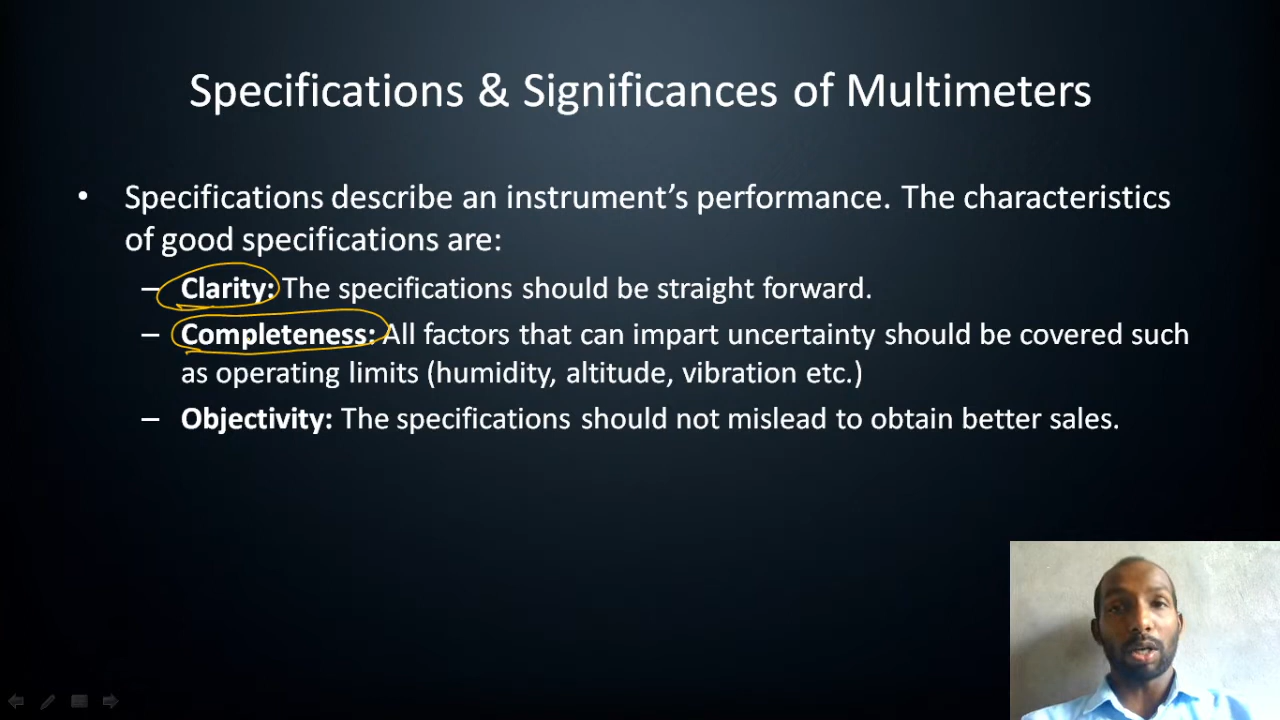 Specifications & Significances of Multimeters
• Specifications describe an instrument’s performance. The characteristics
of good specifications are:
– Clarity: The specifications should be straight forward.
– Completeness: All factors that can impart uncertainty should be covered such
as operating limits (humidity, altitude, vibration etc.)
– Objectivity: The specifications should not mislead to obtain better sales.